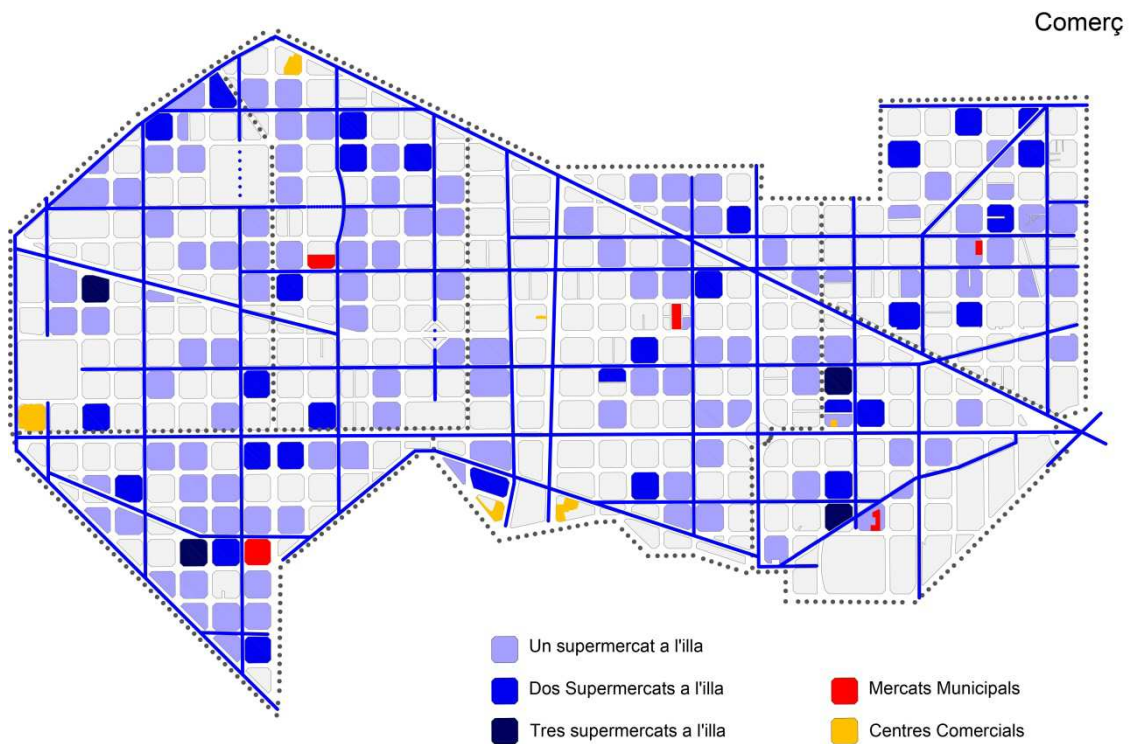 Comerç
Un supermercat a l'illa
Dos Supermercats a l'illa
Tres supermercats a l'illa
Mercats Municipals
Centres Comercials